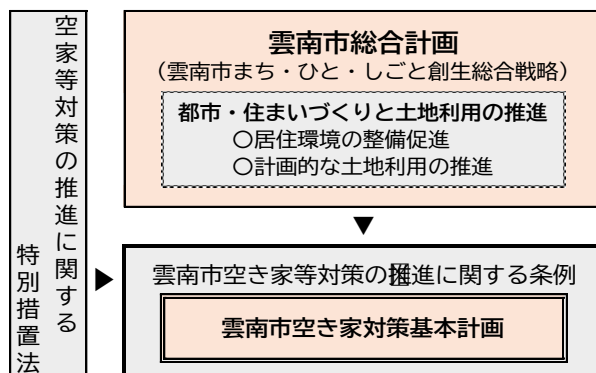 空家等対策の推進に関する
特別措置法
雲南市総合計画
（雲南市まち・ひと・しごと創生総合戦略）
都市・住まいづくりと土地利用の推進
〇居住環境の整備促進
〇計画的な土地利用の推進
▼
▶
雲南市空き家等対策の推進に関する条例
雲南市空き家対策基本計画